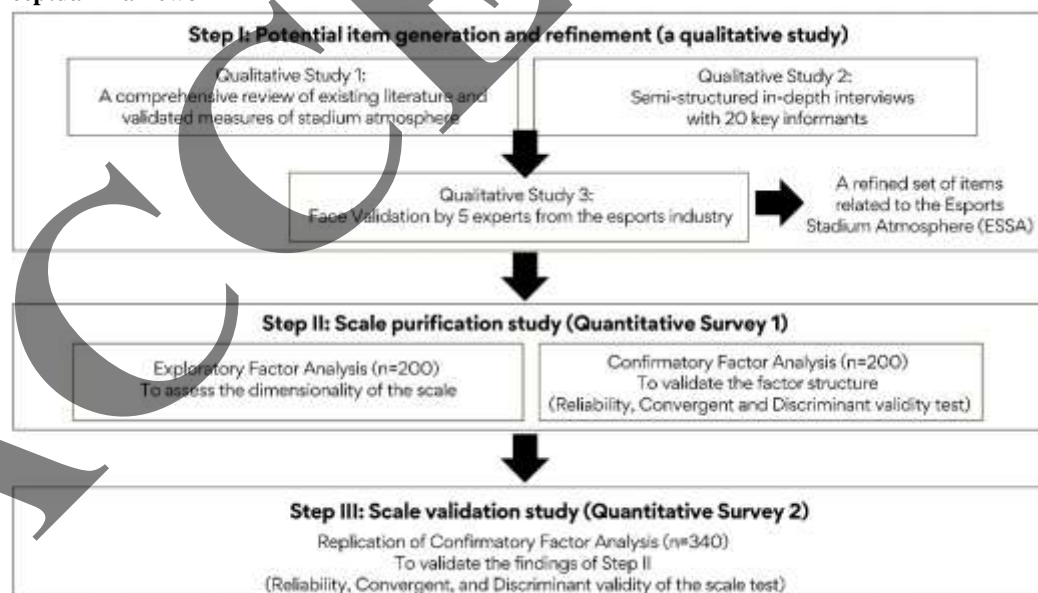 Step I: Potential item generation and refinement (a qualitative study)
Qualitative Study 1:
A comprehensive review of existing literature and
validated measures of stadium atmosphere
Qualitative Study 2:
Semi-structured in-depth interviews
with 20 key informants
Qualitative Study 3:
Face Validation by 5 experts from the esports industry
A refined set of items
related to the Esports
Stadium Atmosphere (ESSA)
Step II: Scale purification study (Quantitative Survey 1)
Exploratory Factor Analysis (n=200)
To assess the dimensionality of the scale
Confirmatory Factor Analysis (n=200)
To validate the factor structure
(Reliability, Convergent and Discriminant validity test)
Step III: Scale validation study (Quantitative Survey 2)
Replication of Confirmatory Factor Analysis (n=340)
To validate the findings of Step II
(Reliability, Convergent, and Discriminant validity of the scale test)